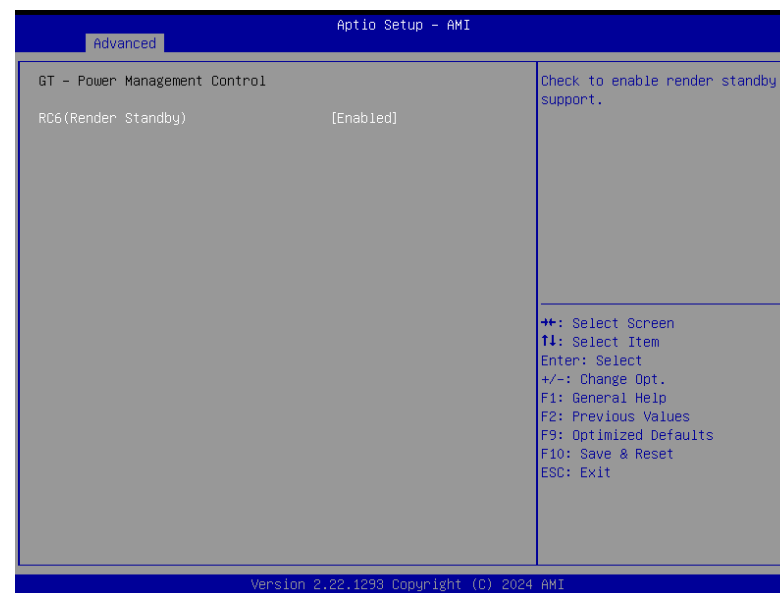 Aptio Setup – AMI
Advanced
GT – Power Management Control
RC6(Render Standby) [Enabled]
Check to enable render standby
support.
→←: Select Screen
↑↓: Select Item
Enter: Select
+/-: Change Opt.
F1: General Help
F2: Previous Values
F9: Optimized Defaults
F10: Save & Reset
ESC: Exit
Version 2.22.1293 Copyright (C) 2024 AMI